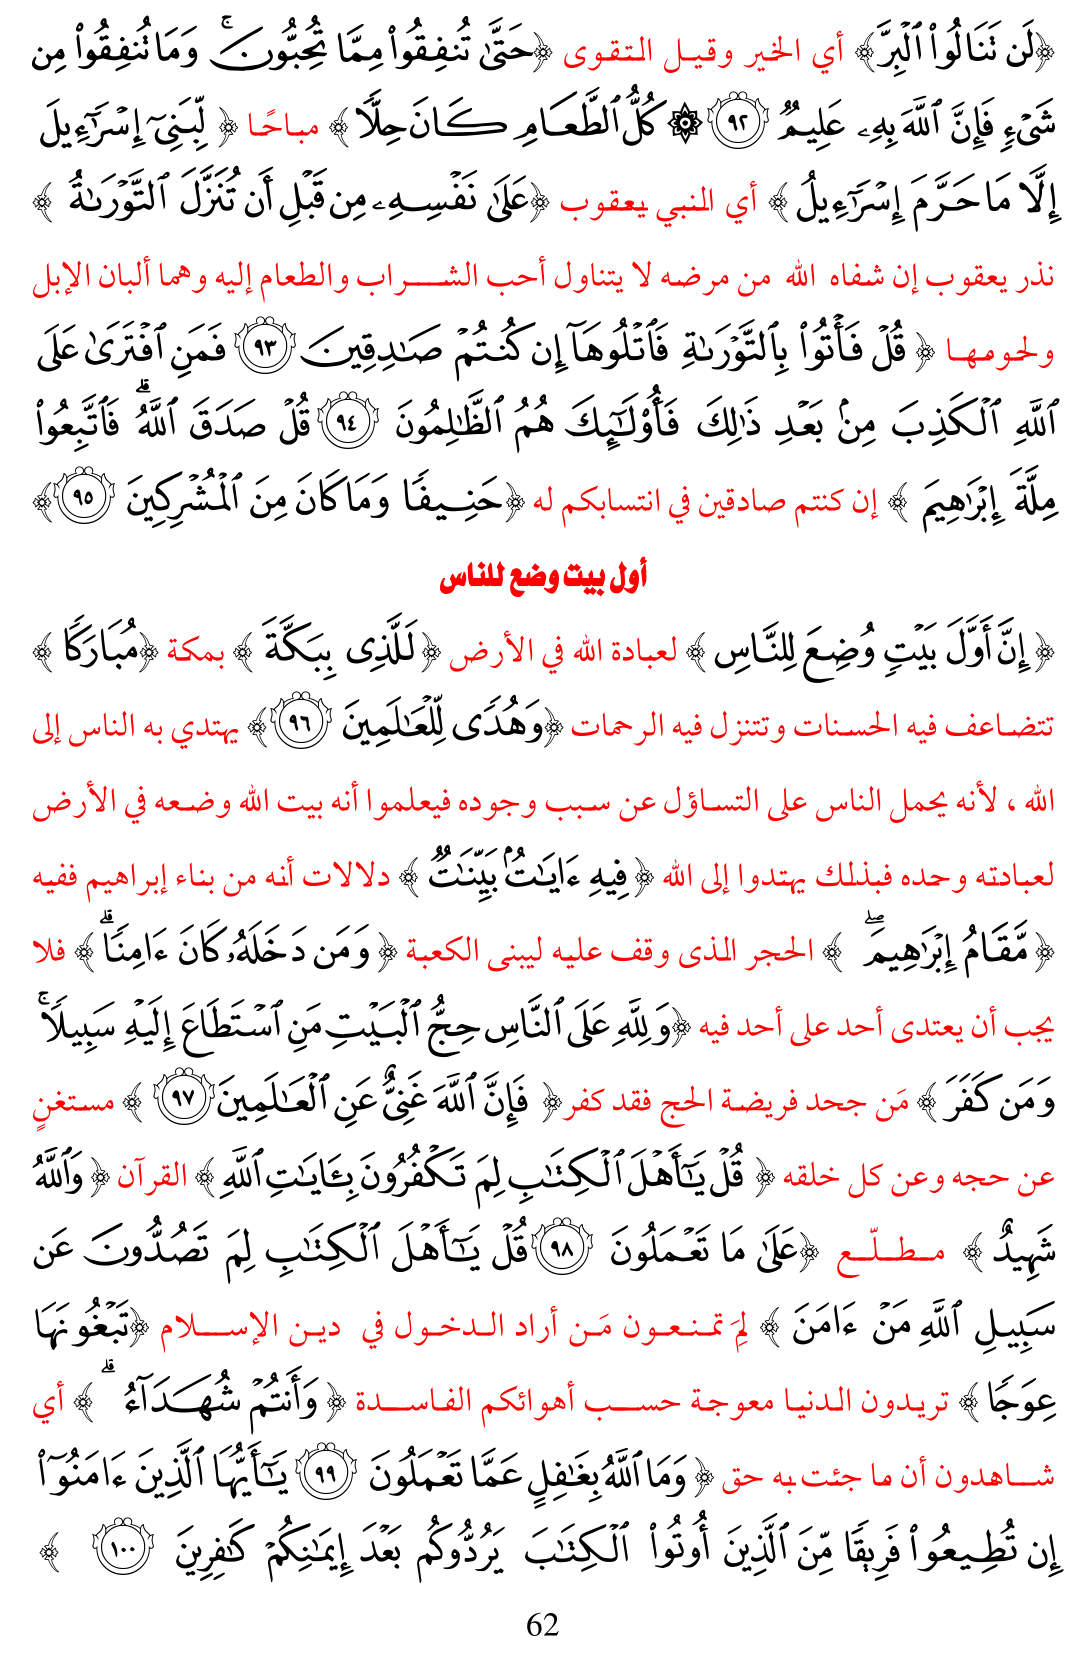 ﴿لَن تَنَالُواْ ٱلْبِرَّ﴾ أي الخير وقيل التقوى ﴿حَتَّىٰ تُنفِقُواْ مِمَّا تُحِبُّونَۚ وَمَا تُنفِقُواْ مِن
شَىْءٍ فَإِنَّ ٱللَّهَ بِهِۦ عَلِيمٌ ٩٢ ۞ كُلُّ ٱلطَّعَامِ كَانَ حِلًّا﴾ مباحًا ﴿لِّبَنِىٓ إِسْرَٰٓءِيلَ
إِلَّا مَا حَرَّمَ إِسْرَٰٓءِيلُ﴾ أي النبي يعقوب ﴿عَلَىٰ نَفْسِهِۦ مِن قَبْلِ أَن تُنَزَّلَ ٱلتَّوْرَىٰةُ﴾
نذر يعقوب إن شفاه الله من مرضه لا يتناول أحب الشراب والطعام إليه وهما ألبان الإبل
ولحومها ﴿قُلْ فَأْتُواْ بِٱلتَّوْرَىٰةِ فَٱتْلُوهَآ إِن كُنتُمْ صَـٰدِقِينَ ٩٣ فَمَنِ ٱفْتَرَىٰ عَلَى
ٱللَّهِ ٱلْكَذِبَ مِنۢ بَعْدِ ذَٰلِكَ فَأُوْلَـٰٓئِكَ هُمُ ٱلظَّـٰلِمُونَ ٩٤ قُلْ صَدَقَ ٱللَّهُۗ فَٱتَّبِعُواْ
مِلَّةَ إِبْرَٰهِيمَ﴾ إن كنتم صادقين في انتسابكم له ﴿حَنِيفًا وَمَا كَانَ مِنَ ٱلْمُشْرِكِينَ ٩٥﴾
أول بيت وضع للناس
﴿إِنَّ أَوَّلَ بَيْتٍ وُضِعَ لِلنَّاسِ﴾ لعبادة الله في الأرض ﴿لَلَّذِى بِبَكَّةَ﴾ بمكة ﴿مُبَارَكًا﴾
تتضاعف فيه الحسنات وتتنزل فيه الرحمات ﴿وَهُدًى لِّلْعَـٰلَمِينَ ٩٦﴾ يهتدي به الناس إلى
الله ، لأنه يحمل الناس على التساؤل عن سبب وجوده فيعلموا أنه بيت الله وضعه في الأرض
لعبادته وحده فبذلك يهتدوا إلى الله ﴿فِيهِ ءَايَـٰتٌۢ بَيِّنَـٰتٌ﴾ دلالات أنه من بناء إبراهيم ففيه
﴿مَّقَامُ إِبْرَٰهِيمَۖ﴾ الحجر الذى وقف عليه ليبنى الكعبة ﴿وَمَن دَخَلَهُۥ كَانَ ءَامِنًاۗ﴾ فلا
يجب أن يعتدى أحد على أحد فيه ﴿وَلِلَّهِ عَلَى ٱلنَّاسِ حِجُّ ٱلْبَيْتِ مَنِ ٱسْتَطَاعَ إِلَيْهِ سَبِيلًاۚ
وَمَن كَفَرَ﴾ مَن جحد فريضة الحج فقد كفر ﴿فَإِنَّ ٱللَّهَ غَنِىٌّ عَنِ ٱلْعَـٰلَمِينَ ٩٧﴾ مستغنٍ
عن حجه وعن كل خلقه ﴿قُلْ يَـٰٓأَهْلَ ٱلْكِتَـٰبِ لِمَ تَكْفُرُونَ بِـَٔايَـٰتِ ٱللَّهِ﴾ القرآن ﴿وَٱللَّهُ
شَهِيدٌ﴾ مطلّع ﴿عَلَىٰ مَا تَعْمَلُونَ ٩٨ قُلْ يَـٰٓأَهْلَ ٱلْكِتَـٰبِ لِمَ تَصُدُّونَ عَن
سَبِيلِ ٱللَّهِ مَنْ ءَامَنَ﴾ لِمَ تمنعون مَن أراد الدخول في دين الإسلام ﴿تَبْغُونَهَا
عِوَجًا﴾ تريدون الدنيا معوجة حسب أهوائكم الفاسدة ﴿وَأَنتُمْ شُهَدَآءُۗ﴾ أي
شاهدون أن ما جئت به حق ﴿وَمَا ٱللَّهُ بِغَـٰفِلٍ عَمَّا تَعْمَلُونَ ٩٩ يَـٰٓأَيُّهَا ٱلَّذِينَ ءَامَنُوٓاْ
إِن تُطِيعُواْ فَرِيقًا مِّنَ ٱلَّذِينَ أُوتُواْ ٱلْكِتَـٰبَ يَرُدُّوكُم بَعْدَ إِيمَـٰنِكُمْ كَـٰفِرِينَ ١٠٠﴾
62